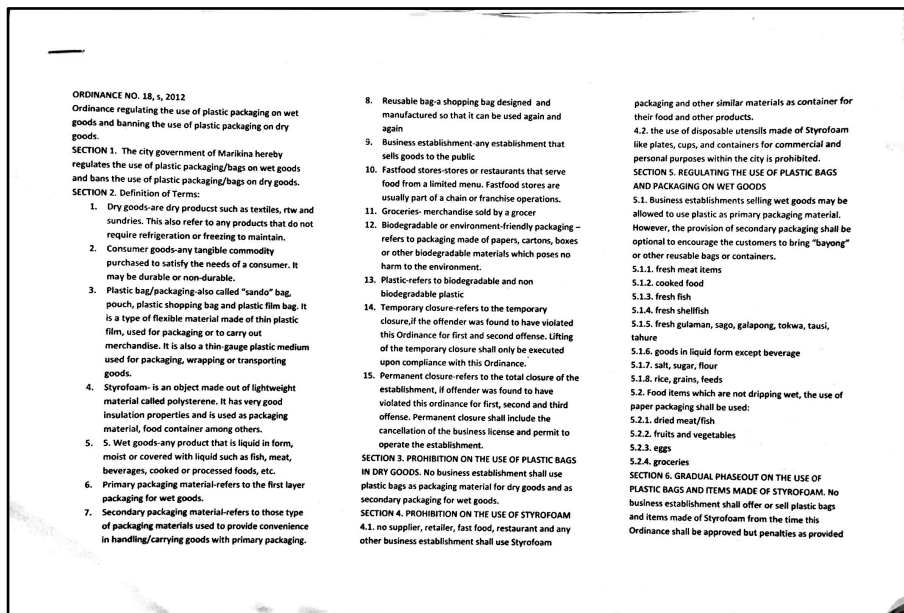 ORDINANCE NO. 18, s, 2012
Ordinance regulating the use of plastic packaging on wet
goods and banning the use of plastic packaging on dry
goods.
SECTION 1. The city government of Marikina hereby
regulates the use of plastic packaging/bags on wet goods
and bans the use of plastic packaging/bags on dry goods.
SECTION 2. Definition of Terms:
1. Dry goods-are dry producst such as textiles, rtw and
sundries. This also refer to any products that do not
require refrigeration or freezing to maintain.
2. Consumer goods-any tangible commodity
purchased to satisfy the needs of a consumer. It
may be durable or non-durable.
3. Plastic bag/packaging-also called "sando" bag,
pouch, plastic shopping bag and plastic film bag. It
is a type of flexible material made of thin plastic
film, used for packaging or to carry out
merchandise. It is also a thin-gauge plastic medium
used for packaging, wrapping or transporting
goods.
4. Styrofoam- is an object made out of lightweight
material called polysterene. It has very good
insulation properties and is used as packaging
material, food container among others.
5. 5. Wet goods-any product that is liquid in form,
moist or covered with liquid such as fish, meat,
beverages, cooked or processed foods, etc.
6. Primary packaging material-refers to the first layer
packaging for wet goods.
7. Secondary packaging material-refers to those type
of packaging materials used to provide convenience
in handling/carrying goods with primary packaging.
8. Reusable bag-a shopping bag designed and
manufactured so that it can be used again and
again
9. Business establishment-any establishment that
sells goods to the public
10. Fastfood stores-stores or restaurants that serve
food from a limited menu. Fastfood stores are
usually part of a chain or franchise operations.
11. Groceries- merchandise sold by a grocer
12. Biodegradable or environment-friendly packaging –
refers to packaging made of papers, cartons, boxes
or other biodegradable materials which poses no
harm to the environment.
13. Plastic-refers to biodegradable and non
biodegradable plastic
14. Temporary closure-refers to the temporary
closure,if the offender was found to have violated
this Ordinance for first and second offense. Lifting
of the temporary closure shall only be executed
upon compliance with this Ordinance.
15. Permanent closure-refers to the total closure of the
establishment, if offender was found to have
violated this ordinance for first, second and third
offense. Permanent closure shall include the
cancellation of the business license and permit to
operate the establishment.
SECTION 3. PROHIBITION ON THE USE OF PLASTIC BAGS
IN DRY GOODS. No business establishment shall use
plastic bags as packaging material for dry goods and as
secondary packaging for wet goods.
SECTION 4. PROHIBITION ON THE USE OF STYROFOAM
4.1. no supplier, retailer, fast food, restaurant and any
other business establishment shall use Styrofoam
packaging and other similar materials as container for
their food and other products.
4.2. the use of disposable utensils made of Styrofoam
like plates, cups, and containers for commercial and
personal purposes within the city is prohibited.
SECTION 5. REGULATING THE USE OF PLASTIC BAGS
AND PACKAGING ON WET GOODS
5.1. Business establishments selling wet goods may be
allowed to use plastic as primary packaging material.
However, the provision of secondary packaging shall be
optional to encourage the customers to bring "bayong"
or other reusable bags or containers.
5.1.1. fresh meat items
5.1.2. cooked food
5.1.3. fresh fish
5.1.4. fresh shellfish
5.1.5. fresh gulaman, sago, galapong, tokwa, tausi,
tahure
5.1.6. goods in liquid form except beverage
5.1.7. salt, sugar, flour
5.1.8. rice, grains, feeds
5.2. Food items which are not dripping wet, the use of
paper packaging shall be used:
5.2.1. dried meat/fish
5.2.2. fruits and vegetables
5.2.3. eggs
5.2.4. groceries
SECTION 6. GRADUAL PHASEOUT ON THE USE OF
PLASTIC BAGS AND ITEMS MADE OF STYROFOAM. No
business establishment shall offer or sell plastic bags
and items made of Styrofoam from the time this
Ordinance shall be approved but penalties as provided